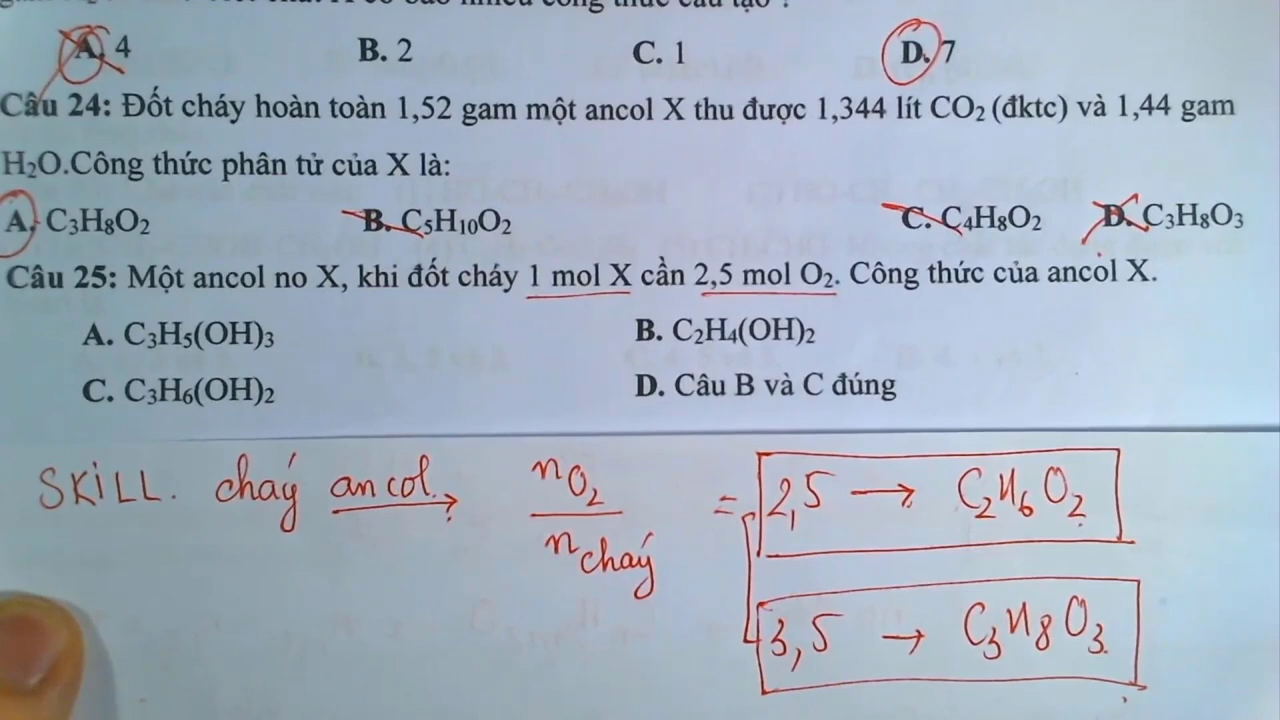 A. 4 B. 2 C. 1 D. 7
Câu 24: Đốt cháy hoàn toàn 1,52 gam một ancol X thu được 1,344 lít CO₂ (đktc) và 1,44 gam
H₂O.Công thức phân tử của X là:
A. C₃H₈O₂ B. C₅H₁₀O₂ C. C₄H₈O₂ D. C₃H₈O₃
Câu 25: Một ancol no X, khi đốt cháy 1 mol X cần 2,5 mol O₂. Công thức của ancol X.
A. C₃H₅(OH)₃ B. C₂H₄(OH)₂
C. C₃H₆(OH)₂ D. Câu B và C đúng
SKILL. cháy ancol → nO₂ / n cháy = 2,5 → C₂H₆O₂
3,5 → C₃H₈O₃